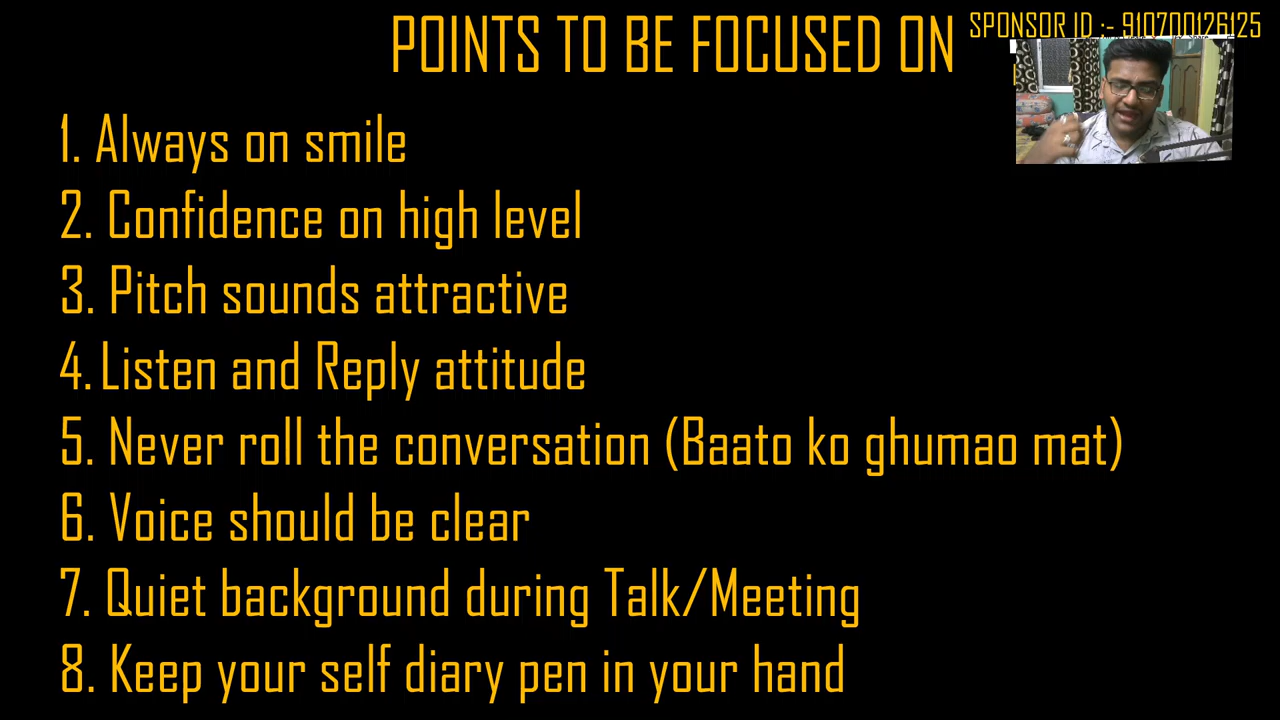 POINTS TO BE FOCUSED ON
SPONSOR ID :- 910700126125
1. Always on smile
2. Confidence on high level
3. Pitch sounds attractive
4. Listen and Reply attitude
5. Never roll the conversation (Baato ko ghumao mat)
6. Voice should be clear
7. Quiet background during Talk/Meeting
8. Keep your self diary pen in your hand